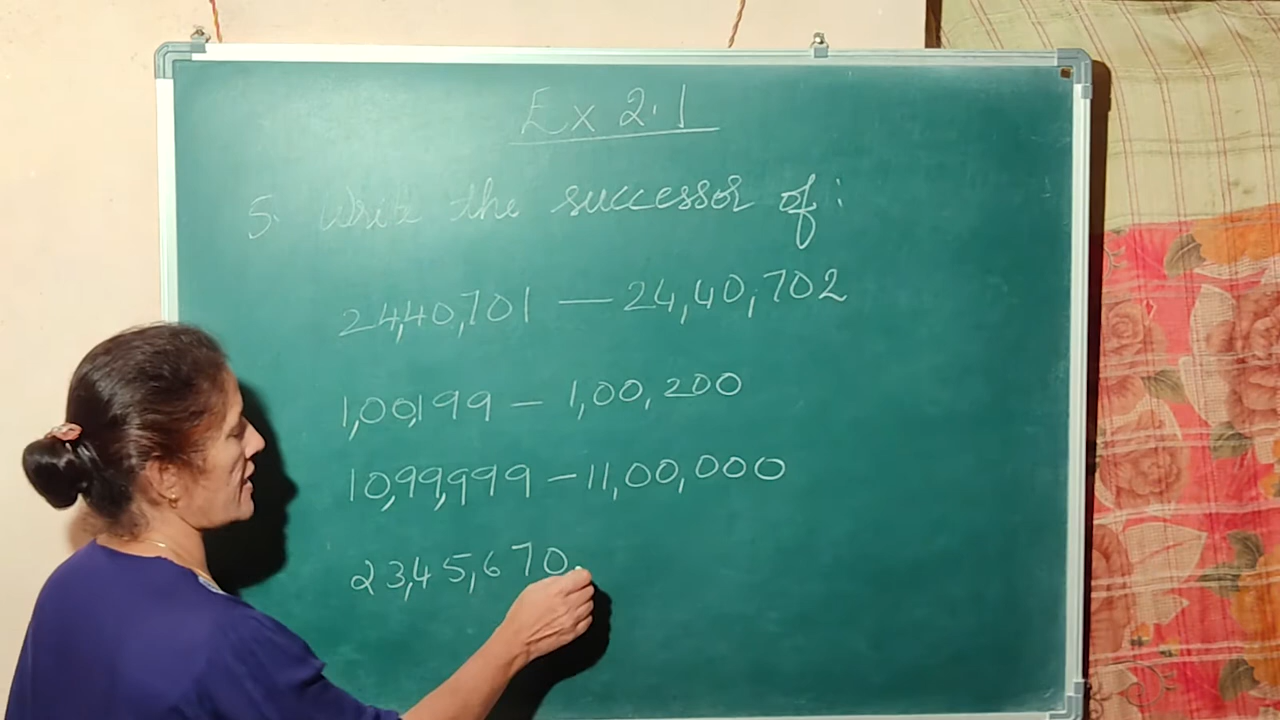 Ex 2.1
5. Write the successor of :
24,40,701 — 24,40,702
1,00,199 — 1,00,200
10,99,999 — 11,00,000
23,45,670